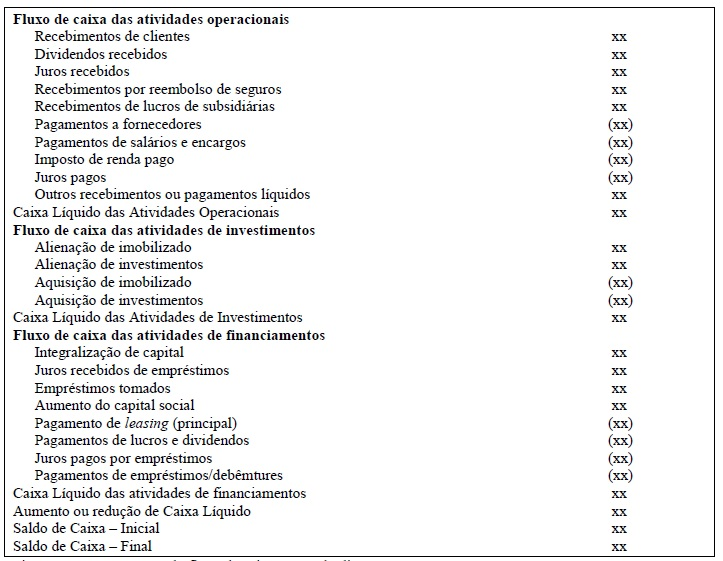 Fluxo de caixa das atividades operacionais
Recebimentos de clientes xx
Dividendos recebidos xx
Juros recebidos xx
Recebimentos por reembolso de seguros xx
Recebimentos de lucros de subsidiárias xx
Pagamentos a fornecedores (xx)
Pagamentos de salários e encargos (xx)
Imposto de renda pago (xx)
Juros pagos (xx)
Outros recebimentos ou pagamentos líquidos xx
Caixa Líquido das Atividades Operacionais xx
Fluxo de caixa das atividades de investimentos
Alienação de imobilizado xx
Alienação de investimentos xx
Aquisição de imobilizado (xx)
Aquisição de investimentos (xx)
Caixa Líquido das Atividades de Investimentos xx
Fluxo de caixa das atividades de financiamentos
Integralização de capital xx
Juros recebidos de empréstimos xx
Empréstimos tomados xx
Aumento do capital social xx
Pagamento de leasing (principal) (xx)
Pagamentos de lucros e dividendos (xx)
Juros pagos por empréstimos (xx)
Pagamentos de empréstimos/debêmtures (xx)
Caixa Líquido das atividades de financiamentos xx
Aumento ou redução de Caixa Líquido xx
Saldo de Caixa – Inicial xx
Saldo de Caixa – Final xx